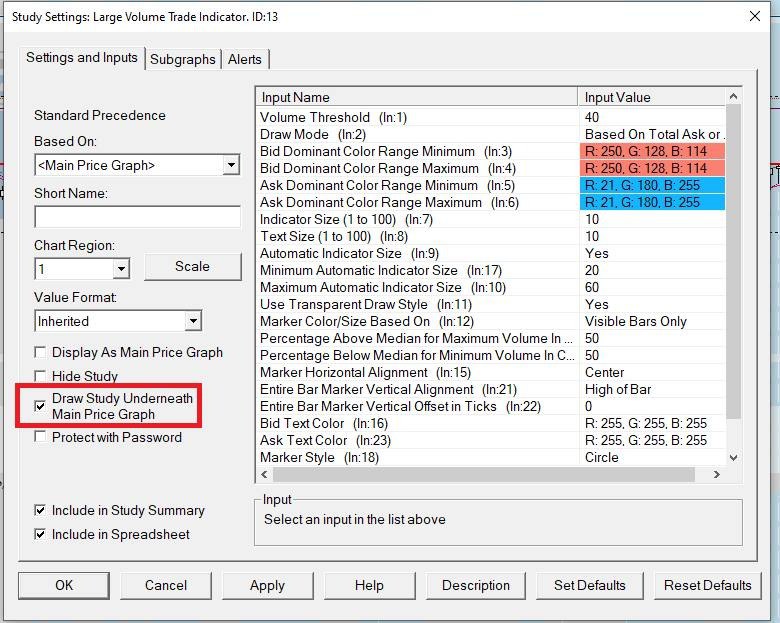 Study Settings: Large Volume Trade Indicator. ID:13
Settings and Inputs
Subgraphs
Alerts
Standard Precedence
Based On:
<Main Price Graph>
Short Name:
Chart Region:
1
Scale
Value Format:
Inherited
Display As Main Price Graph
Hide Study
Draw Study Underneath
Main Price Graph
Protect with Password
Include in Study Summary
Include in Spreadsheet
Input Name Input Value
Volume Threshold (In:1) 40
Draw Mode (In:2) Based On Total Ask or .
Bid Dominant Color Range Minimum (In:3) R: 250, G: 128, B: 114
Bid Dominant Color Range Maximum (In:4) R: 250, G: 128, B: 114
Ask Dominant Color Range Minimum (In:5) R: 21, G: 180, B: 255
Ask Dominant Color Range Maximum (In:6) R: 21, G: 180, B: 255
Indicator Size (1 to 100) (In:7) 10
Text Size (1 to 100) (In:8) 10
Automatic Indicator Size (In:9) Yes
Minimum Automatic Indicator Size (In:17) 20
Maximum Automatic Indicator Size (In:10) 60
Use Transparent Draw Style (In:11) Yes
Marker Color/Size Based On (In:12) Visible Bars Only
Percentage Above Median for Maximum Volume In ... 50
Percentage Below Median for Minimum Volume In C... 50
Marker Horizontal Alignment (In:15) Center
Entire Bar Marker Vertical Alignment (In:21) High of Bar
Entire Bar Marker Vertical Offset in Ticks (In:22) 0
Bid Text Color (In:16) R: 255, G: 255, B: 255
Ask Text Color (In:23) R: 255, G: 255, B: 255
Marker Style (In:18) Circle
Input
Select an input in the list above
OK
Cancel
Apply
Help
Description
Set Defaults
Reset Defaults